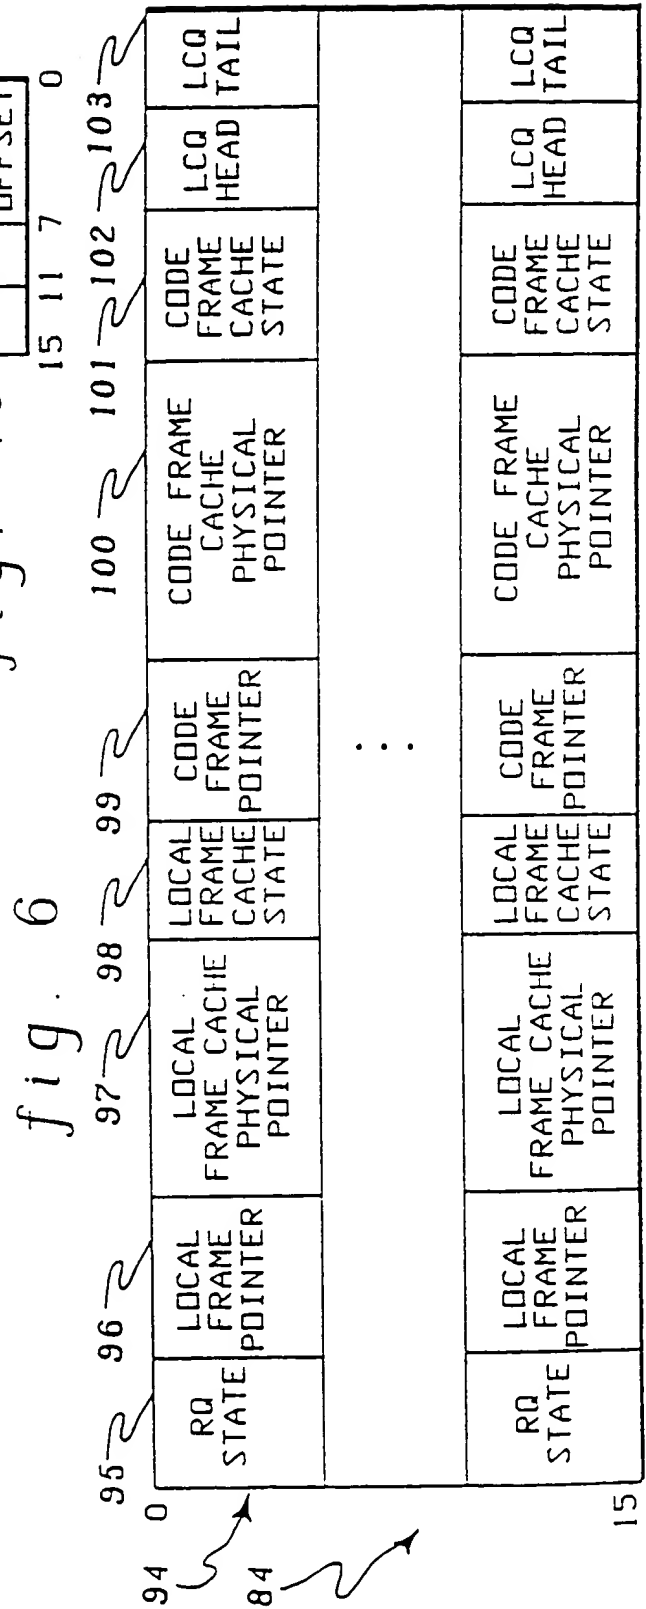 OFFSET
15 11 7 0
fig. 6
95 96 97 98 99 100 101 102 103
94
84
0
RQ
STATE
LOCAL
FRAME
POINTER
LOCAL
FRAME CACHE
PHYSICAL
POINTER
LOCAL
FRAME
CACHE
STATE
CODE
FRAME
POINTER
CODE FRAME
CACHE
PHYSICAL
POINTER
CODE
FRAME
CACHE
STATE
LCQ
HEAD
LCQ
TAIL
...
15
RQ
STATE
LOCAL
FRAME
POINTER
LOCAL
FRAME CACHE
PHYSICAL
POINTER
LOCAL
FRAME
CACHE
STATE
CODE
FRAME
POINTER
CODE FRAME
CACHE
PHYSICAL
POINTER
CODE
FRAME
CACHE
STATE
LCQ
HEAD
LCQ
TAIL